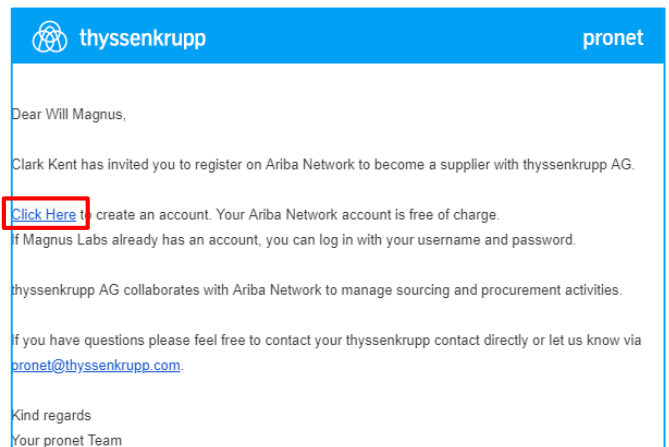 thyssenkrupp pronet
Dear Will Magnus,
Clark Kent has invited you to register on Ariba Network to become a supplier with thyssenkrupp AG.
Click Here to create an account. Your Ariba Network account is free of charge.
If Magnus Labs already has an account, you can log in with your username and password.
thyssenkrupp AG collaborates with Ariba Network to manage sourcing and procurement activities.
If you have questions please feel free to contact your thyssenkrupp contact directly or let us know via
pronet@thyssenkrupp.com.
Kind regards
Your pronet Team